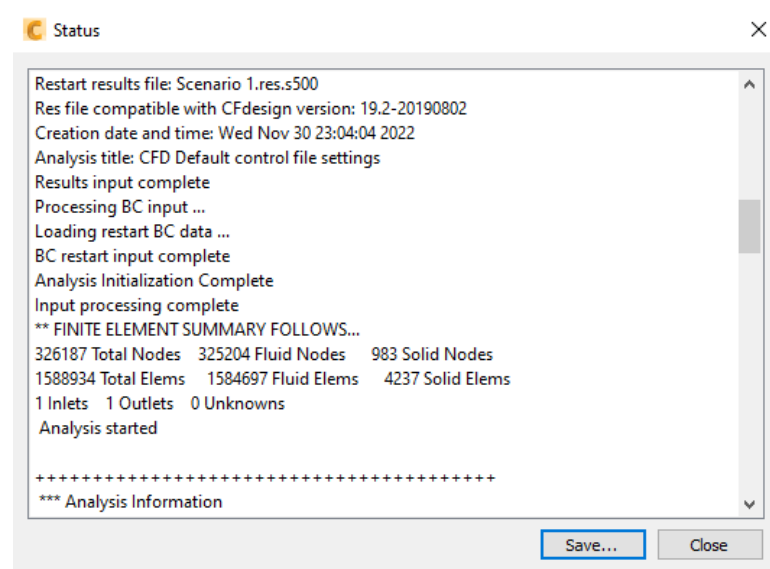 Status
Restart results file: Scenario 1.res.s500
Res file compatible with CFdesign version: 19.2-20190802
Creation date and time: Wed Nov 30 23:04:04 2022
Analysis title: CFD Default control file settings
Results input complete
Processing BC input ...
Loading restart BC data ...
BC restart input complete
Analysis Initialization Complete
Input processing complete
** FINITE ELEMENT SUMMARY FOLLOWS...
326187 Total Nodes 325204 Fluid Nodes 983 Solid Nodes
1588934 Total Elems 1584697 Fluid Elems 4237 Solid Elems
1 Inlets 1 Outlets 0 Unknowns
Analysis started
++++++++++++++++++++++++++++++++++++++++
*** Analysis Information
Save... Close